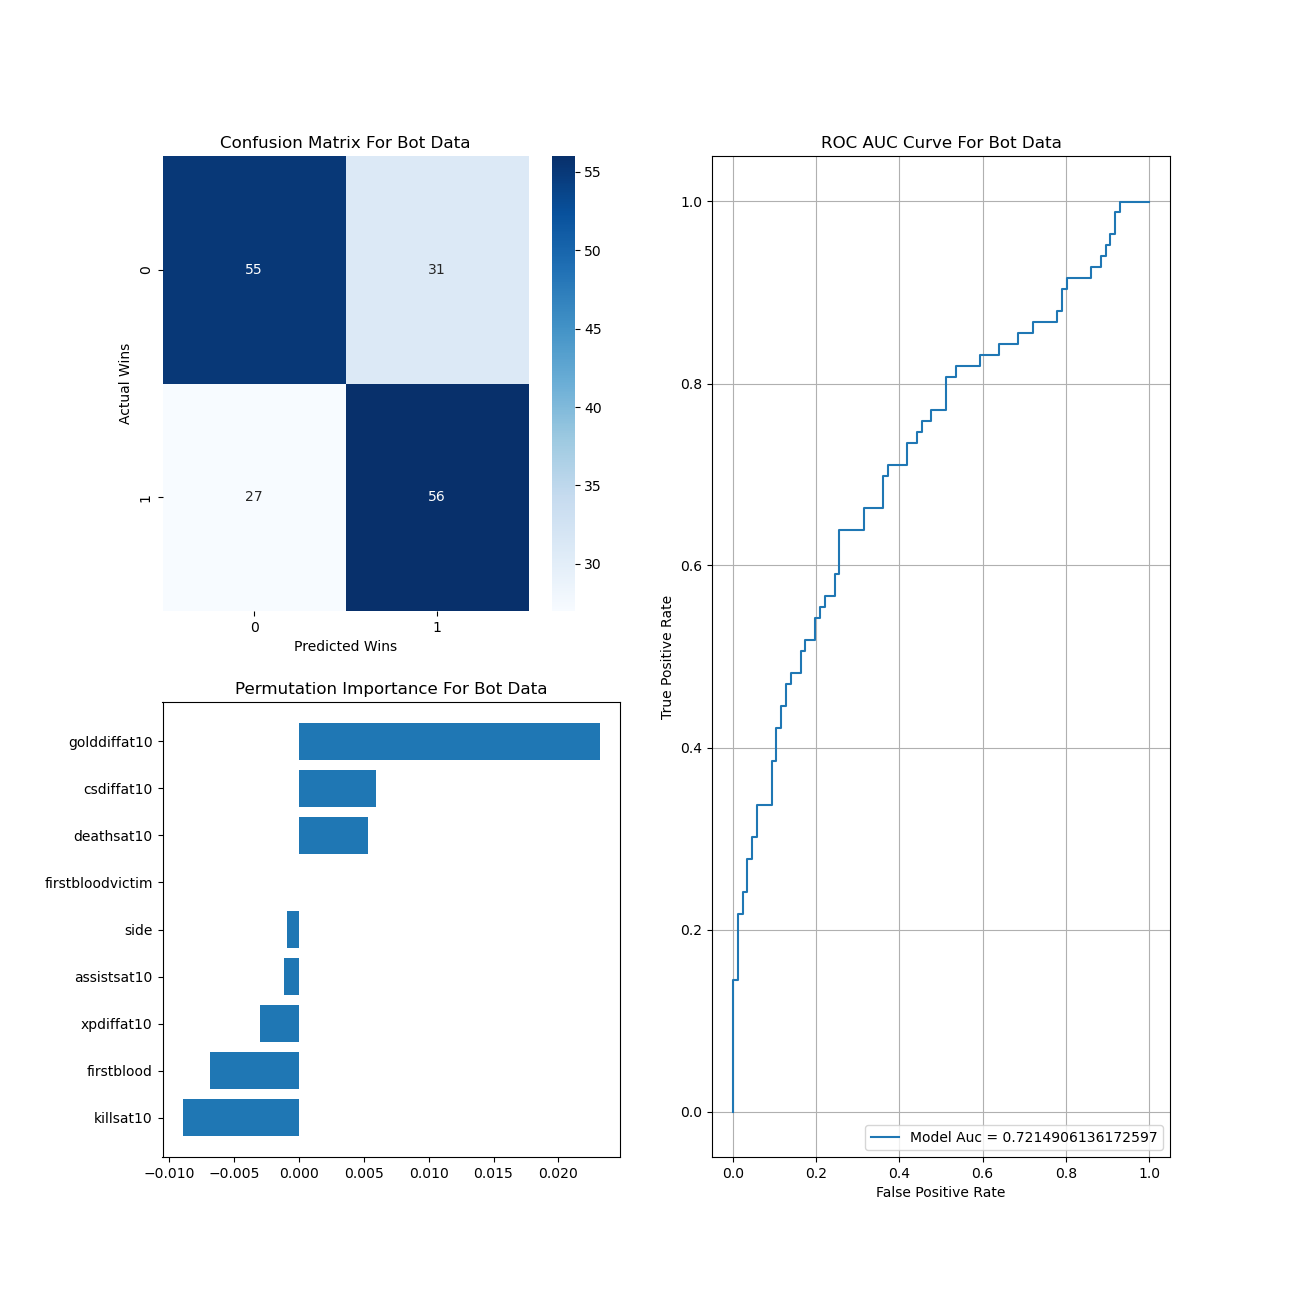 Confusion Matrix For Bot Data
55
31
27
56
0
1
Actual Wins
0
1
Predicted Wins
55
50
45
40
35
30
Permutation Importance For Bot Data
golddiffat10
csdiffat10
deathsat10
firstbloodvictim
side
assistsat10
xpdiffat10
firstblood
killsat10
−0.010
−0.005
0.000
0.005
0.010
0.015
0.020
ROC AUC Curve For Bot Data
1.0
0.8
0.6
0.4
0.2
0.0
True Positive Rate
Model Auc = 0.7214906136172597
0.0
0.2
0.4
0.6
0.8
1.0
False Positive Rate